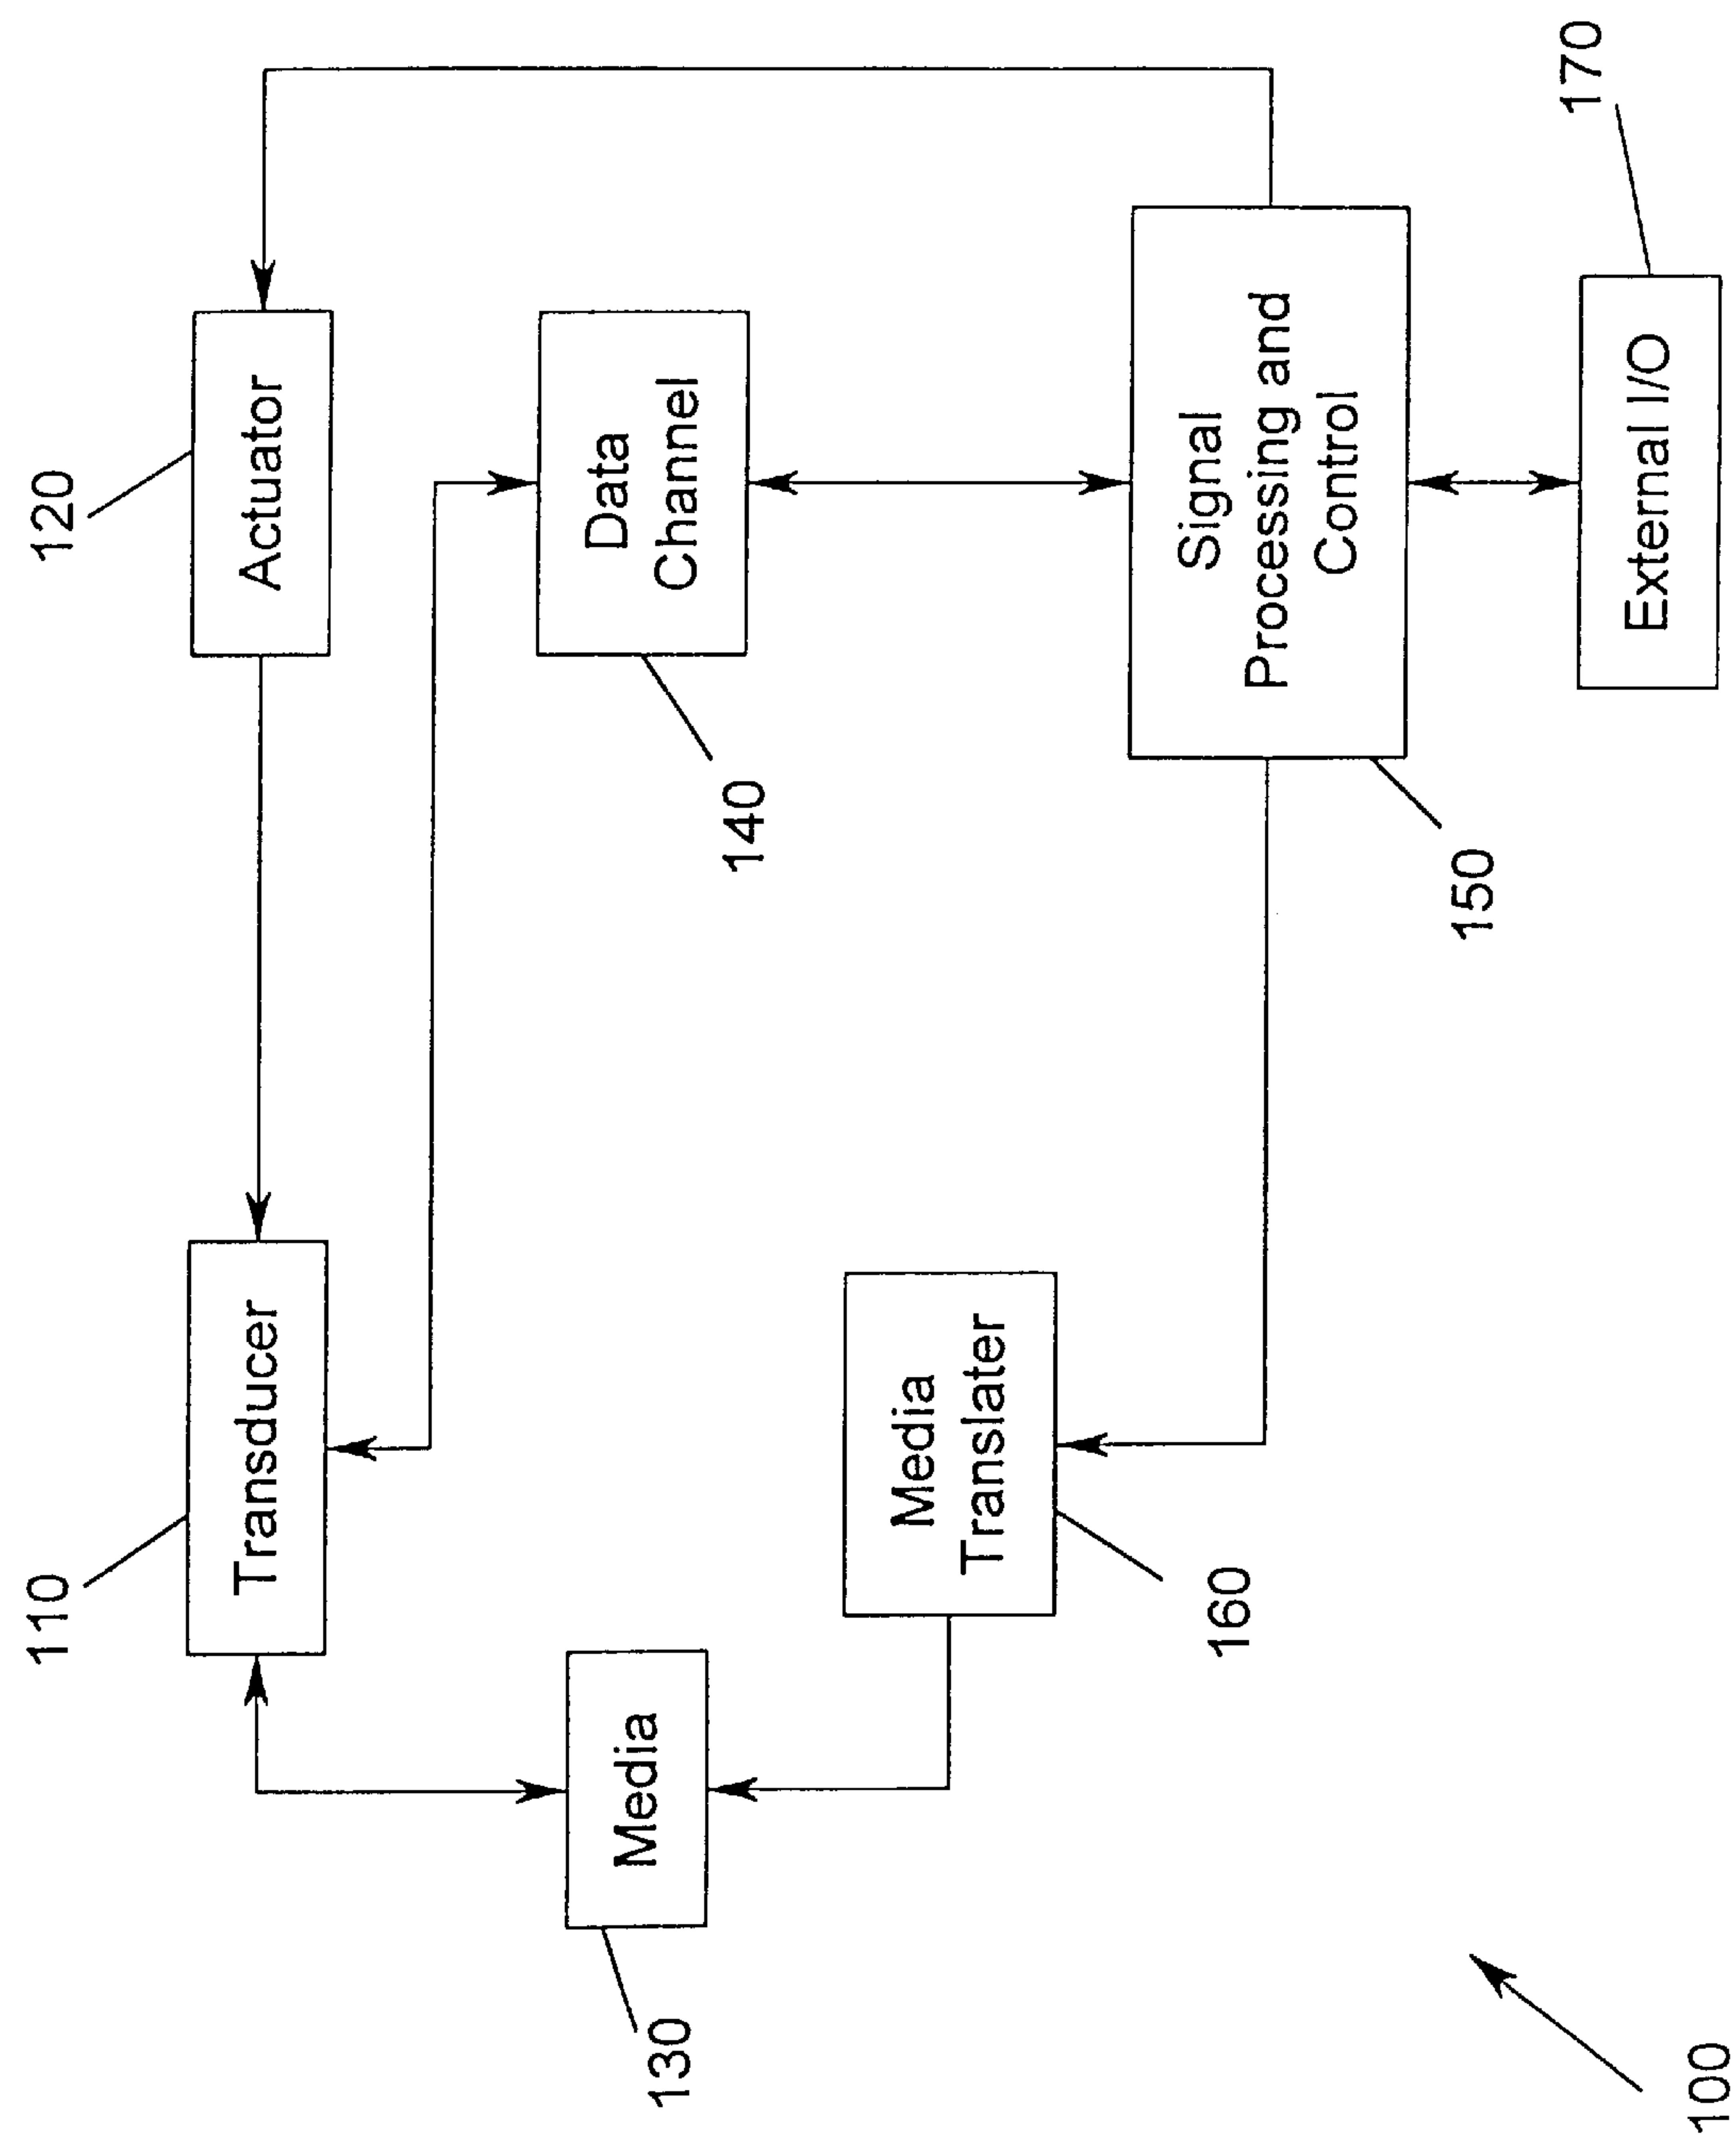 110
Transducer
120
Actuator
130
Media
140
Data
Channel
Media
Translater
160
Signal
Processing and
Control
150
External I/O
170
100